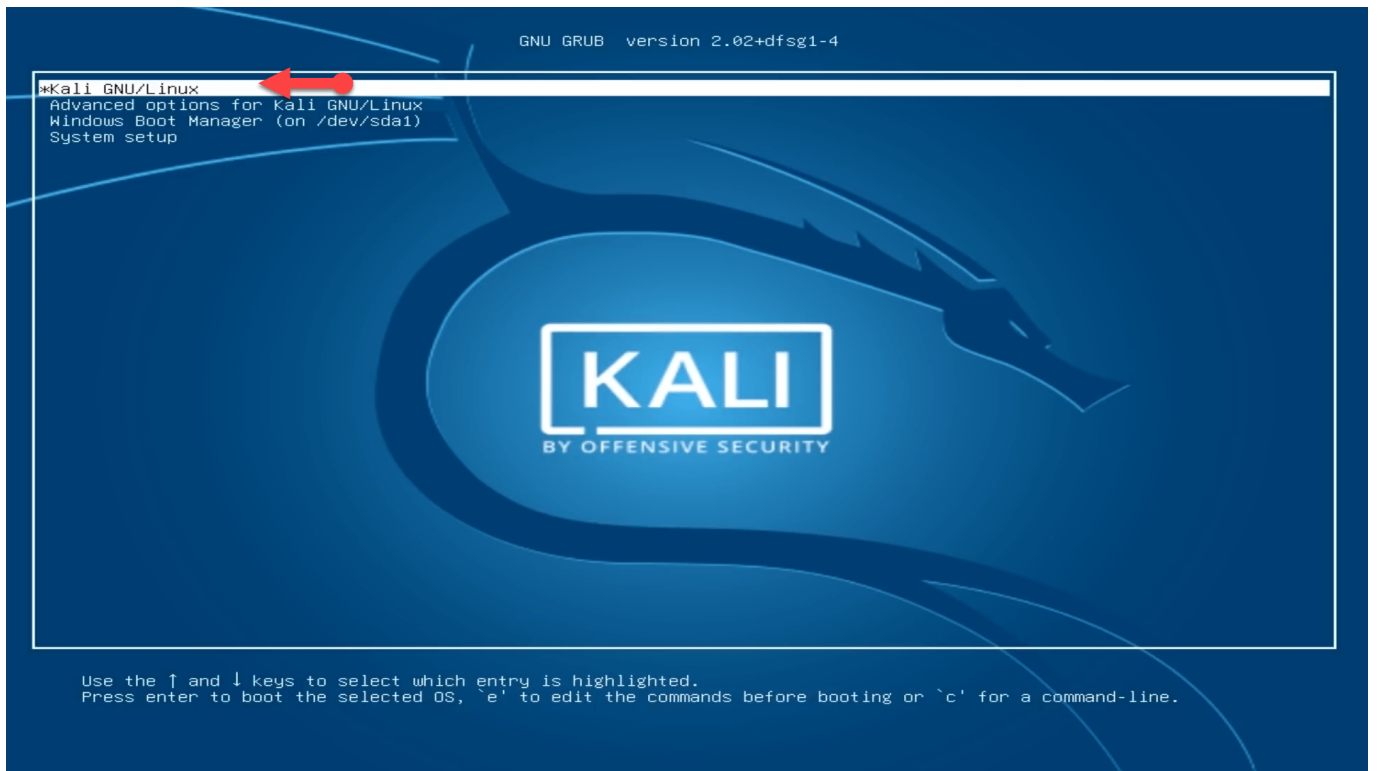 GNU GRUB  version 2.02+dfsg1-4
*Kali GNU/Linux
Advanced options for Kali GNU/Linux
Windows Boot Manager (on /dev/sda1)
System setup
KALI
BY OFFENSIVE SECURITY
Use the ↑ and ↓ keys to select which entry is highlighted.
Press enter to boot the selected OS, `e' to edit the commands before booting or `c' for a command-line.